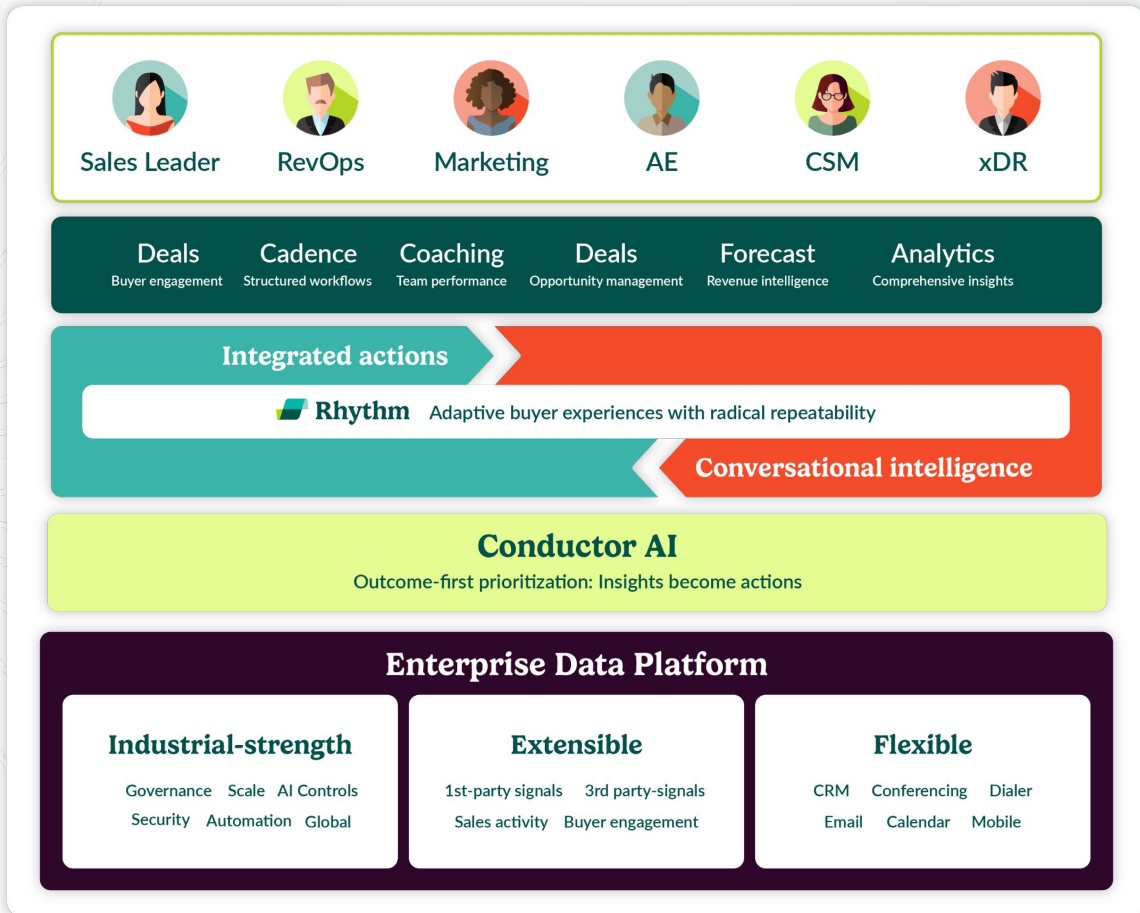 Sales Leader RevOps Marketing AE CSM xDR
Deals Cadence Coaching Deals Forecast Analytics
Buyer engagement Structured workflows Team performance Opportunity management Revenue intelligence Comprehensive insights
Integrated actions
Rhythm Adaptive buyer experiences with radical repeatability
Conversational intelligence
Conductor AI
Outcome-first prioritization: Insights become actions
Enterprise Data Platform
Industrial-strength
Governance Scale AI Controls
Security Automation Global
Extensible
1st-party signals 3rd party-signals
Sales activity Buyer engagement
Flexible
CRM Conferencing Dialer
Email Calendar Mobile